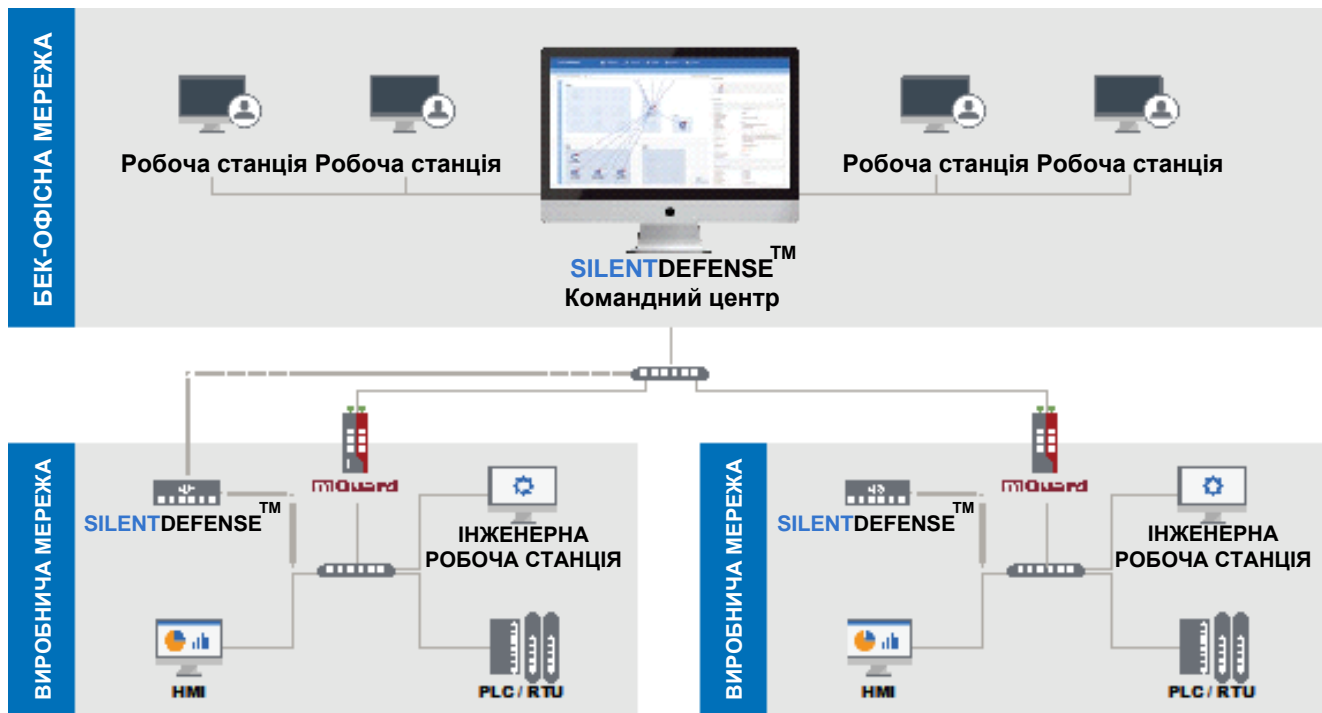 БЕК-ОФІСНА МЕРЕЖА
Робоча станція Робоча станція
Робоча станція Робоча станція
SILENTDEFENSE™
Командний центр
ВИРОБНИЧА МЕРЕЖА
mGuard
SILENTDEFENSE™
ІНЖЕНЕРНА
РОБОЧА СТАНЦІЯ
HMI
PLC / RTU
ВИРОБНИЧА МЕРЕЖА
mGuard
SILENTDEFENSE™
ІНЖЕНЕРНА
РОБОЧА СТАНЦІЯ
HMI
PLC / RTU